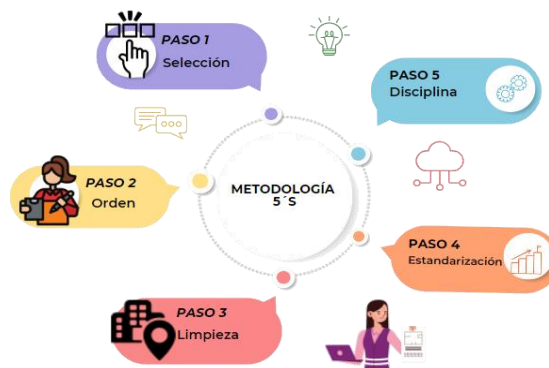 PASO 1
Selección
PASO 5
Disciplina
PASO 2
Orden
METODOLOGÍA
5´S
PASO 4
Estandarización
PASO 3
Limpieza